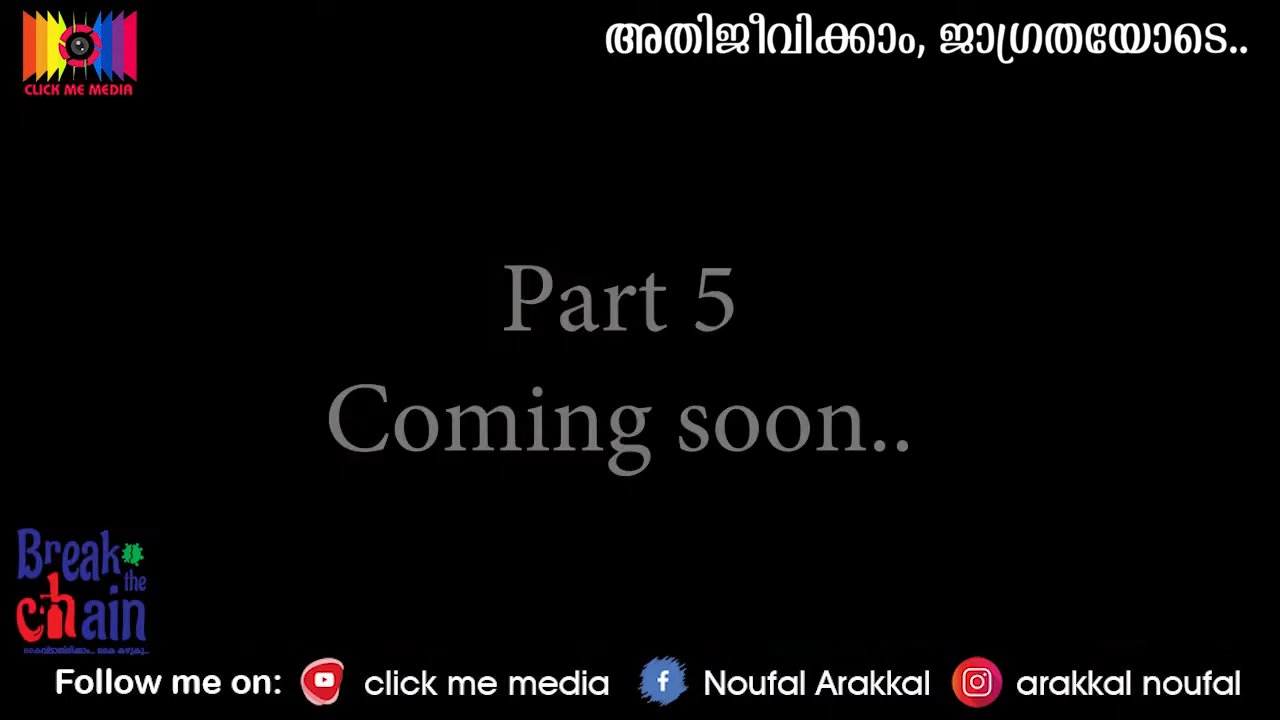 CLICK ME MEDIA
അതിജീവിക്കാം, ജാഗ്രതയോടെ..
Part 5
Coming soon..
Break
the
chain
Follow me on: click me media Noufal Arakkal arakkal noufal